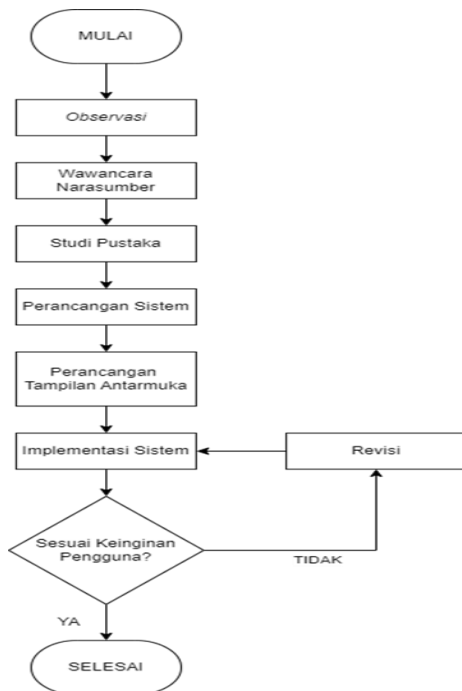 MULAI
Observasi
Wawancara
Narasumber
Studi Pustaka
Perancangan Sistem
Perancangan
Tampilan Antarmuka
Implementasi Sistem
Revisi
Sesuai Keinginan
Pengguna?
TIDAK
YA
SELESAI